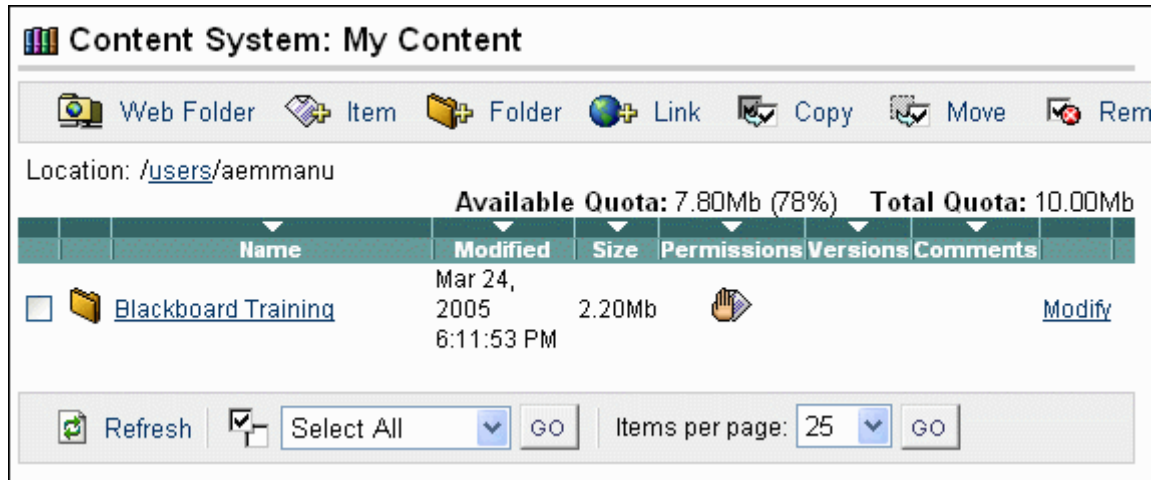 Content System: My Content
Web Folder Item Folder Link Copy Move Rem
Location: /users/aemmanu
Available Quota: 7.80Mb (78%) Total Quota: 10.00Mb
Name Modified Size Permissions Versions Comments
Blackboard Training Mar 24, 2005 6:11:53 PM 2.20Mb Modify
Refresh Select All GO Items per page: 25 GO